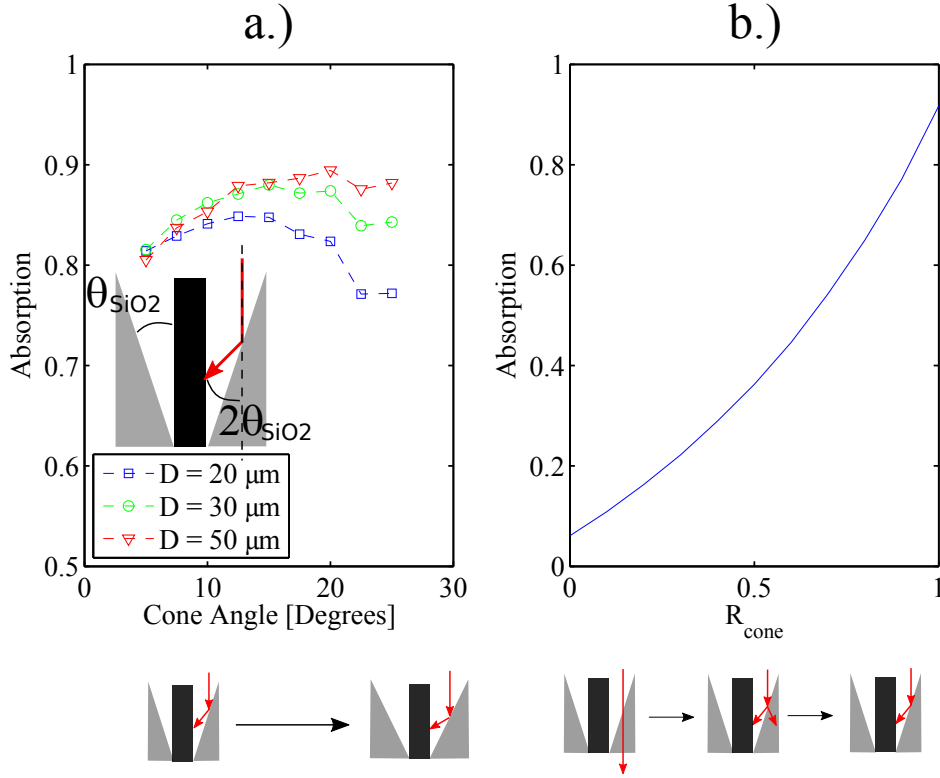 a.)
b.)
1
0.9
0.8
0.7
0.6
0.5
Absorption
θSiO2
2θSiO2
D = 20 μm
D = 30 μm
D = 50 μm
0
10
20
30
Cone Angle [Degrees]
1
0.8
0.6
0.4
0.2
0
Absorption
0
0.5
1
Rcone